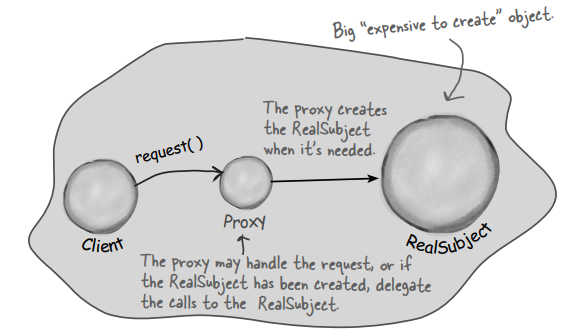 Big "expensive to create" object.
The proxy creates
the RealSubject
when it's needed.
request( )
Client
Proxy
RealSubject
The proxy may handle the request, or if
the RealSubject has been created, delegate
the calls to the RealSubject.